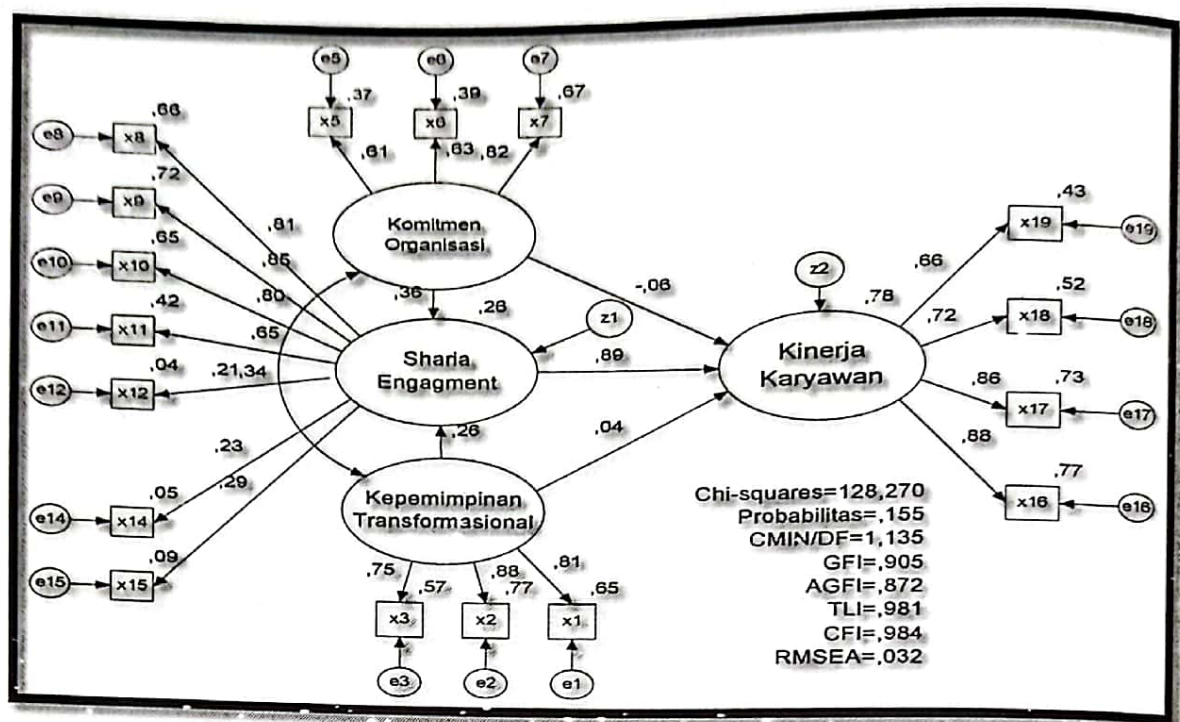 e5
e6
e7
,37
,39
,67
x5
x6
x7
,61
,63
,82
e8
x8
,66
e9
x9
,72
e10
x10
,65
e11
x11
,42
e12
x12
,04
e14
x14
,05
e15
x15
,09
,81
,85
,80
,65
,21
,34
,23
,29
Komitmen
Organisasi
,36
,26
z1
Sharia
Engagment
,26
Kepemimpinan
Transformasional
-,06
,89
,04
z2
,78
Kinerja
Karyawan
,66
,72
,86
,88
,43
x19
e19
,52
x18
e18
,73
x17
e17
,77
x16
e16
,75
,88
,81
,57
,77
,65
x3
x2
x1
e3
e2
e1
Chi-squares=128,270
Probabilitas=,155
CMIN/DF=1,135
GFI=,905
AGFI=,872
TLI=,981
CFI=,984
RMSEA=,032